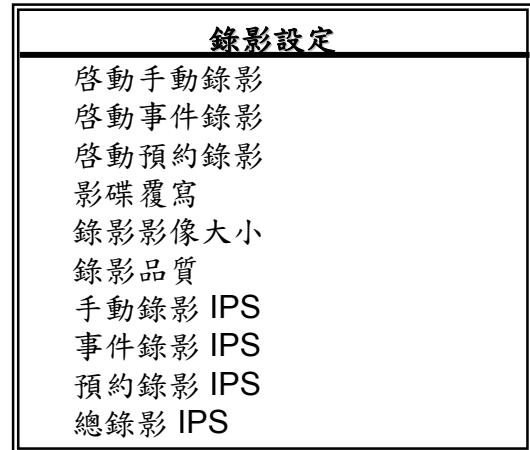 錄影設定
啓動手動錄影
啓動事件錄影
啓動預約錄影
影碟覆寫
錄影影像大小
錄影品質
手動錄影 IPS
事件錄影 IPS
預約錄影 IPS
總錄影 IPS